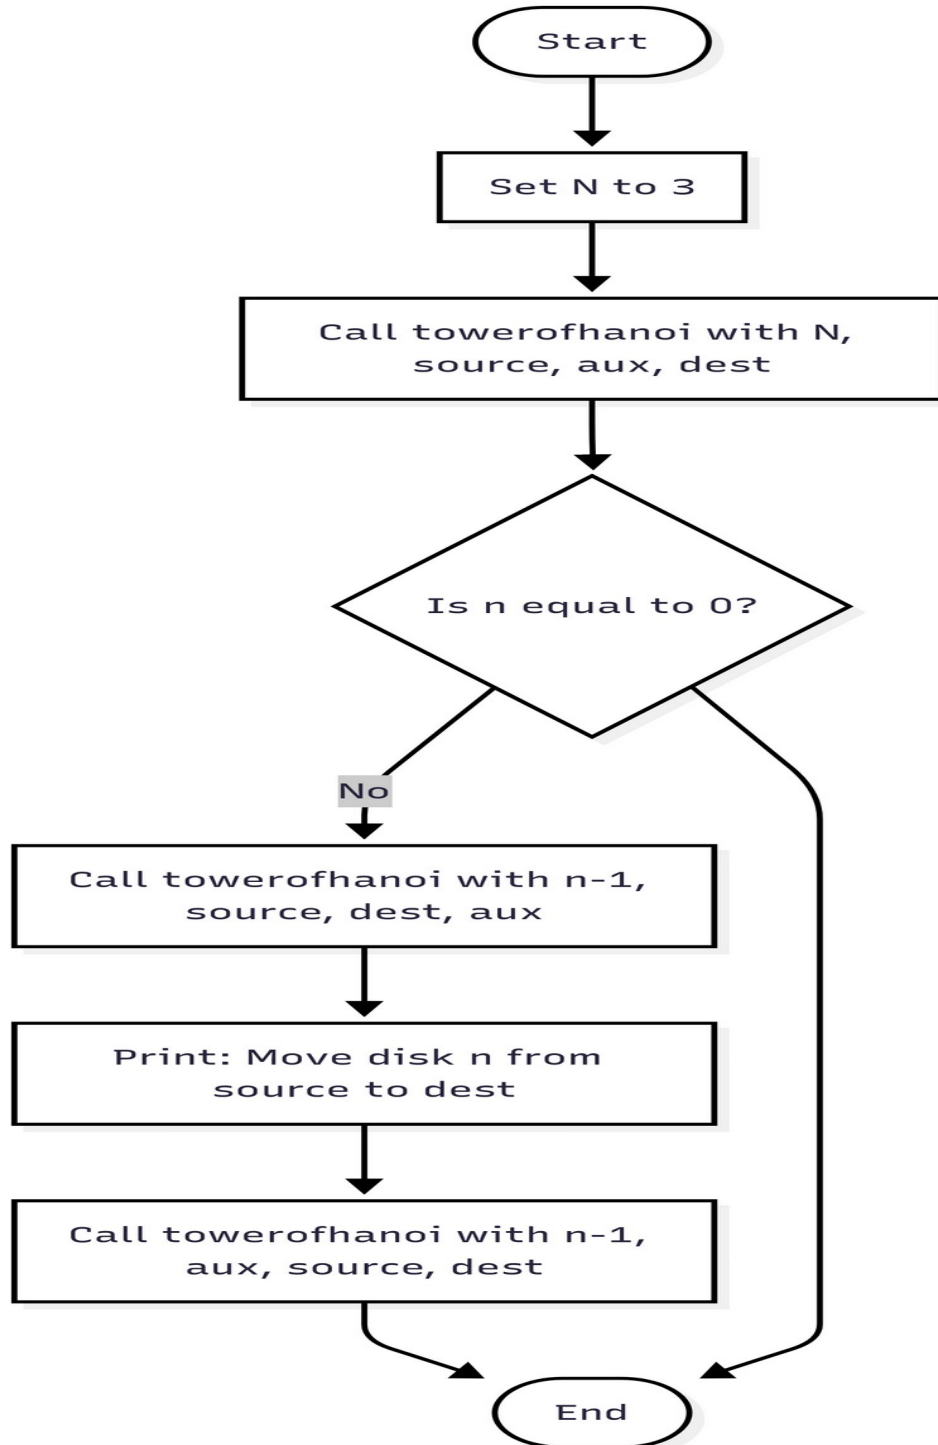 Start
Set N to 3
Call towerofhanoi with N,
source, aux, dest
Is n equal to 0?
No
Call towerofhanoi with n-1,
source, dest, aux
Print: Move disk n from
source to dest
Call towerofhanoi with n-1,
aux, source, dest
End